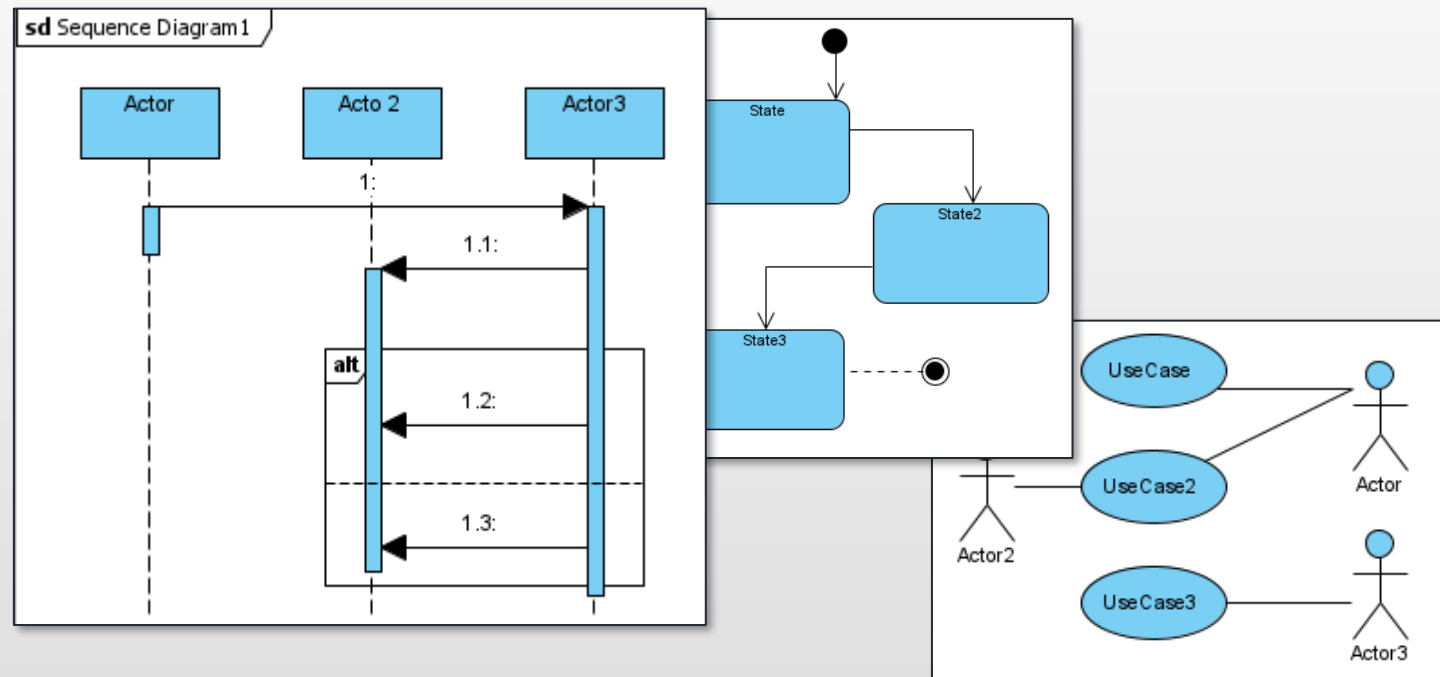 sd Sequence Diagram1
Actor
Acto 2
Actor3
1:
1.1:
alt
1.2:
1.3:
State
State2
State3
UseCase
UseCase2
UseCase3
Actor
Actor2
Actor3